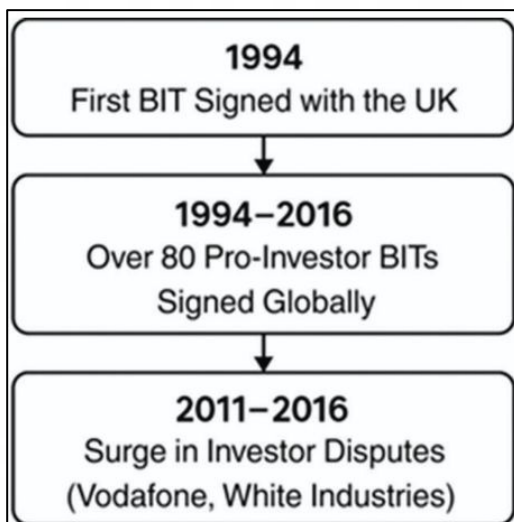 1994
First BIT Signed with the UK
1994–2016
Over 80 Pro-Investor BITs
Signed Globally
2011–2016
Surge in Investor Disputes
(Vodafone, White Industries)